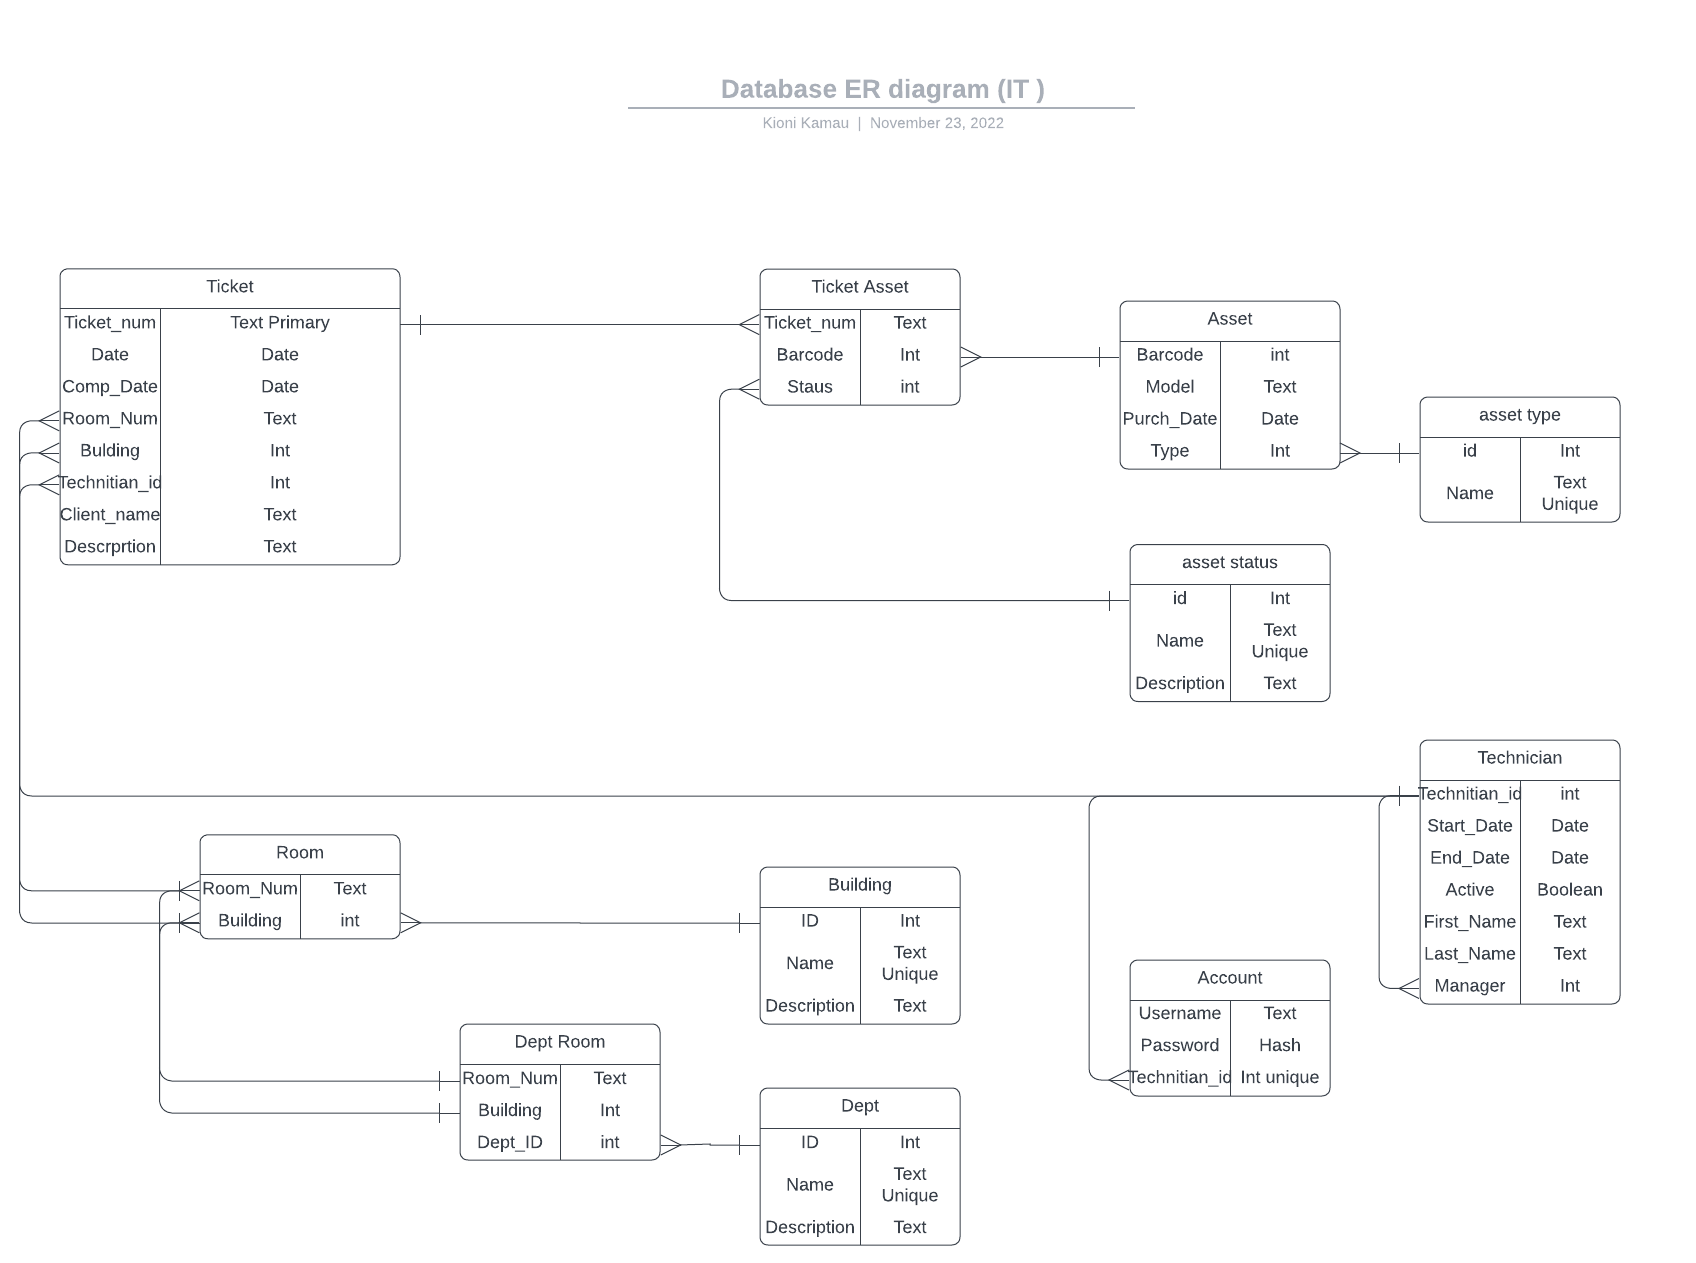 Database ER diagram (IT )
Kioni Kamau | November 23, 2022
Ticket
Ticket_num Text Primary
Date Date
Comp_Date Date
Room_Num Text
Bulding Int
Technitian_id Int
Client_name Text
Descrprtion Text
Ticket Asset
Ticket_num Text
Barcode Int
Staus int
Asset
Barcode int
Model Text
Purch_Date Date
Type Int
asset type
id Int
Name Text
Unique
asset status
id Int
Name Text
Unique
Description Text
Technician
Technitian_id int
Start_Date Date
End_Date Date
Active Boolean
First_Name Text
Last_Name Text
Manager Int
Room
Room_Num Text
Building int
Building
ID Int
Name Text
Unique
Description Text
Account
Username Text
Password Hash
Technitian_id Int unique
Dept Room
Room_Num Text
Building Int
Dept_ID int
Dept
ID Int
Name Text
Unique
Description Text